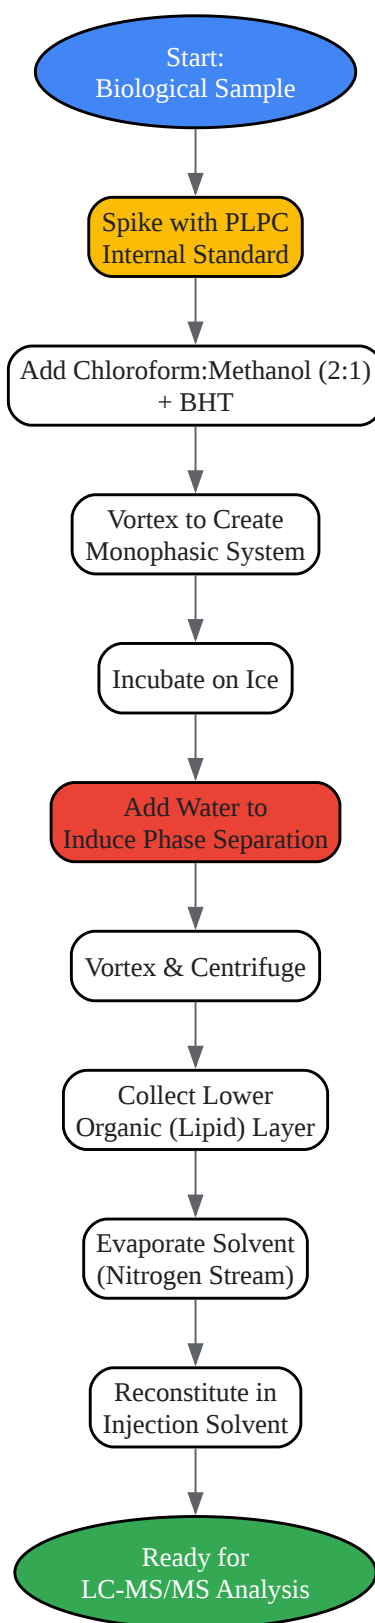 Start:
Biological Sample
Spike with PLPC
Internal Standard
Add Chloroform:Methanol (2:1)
+ BHT
Vortex to Create
Monophasic System
Incubate on Ice
Add Water to
Induce Phase Separation
Vortex & Centrifuge
Collect Lower
Organic (Lipid) Layer
Evaporate Solvent
(Nitrogen Stream)
Reconstitute in
Injection Solvent
Ready for
LC-MS/MS Analysis